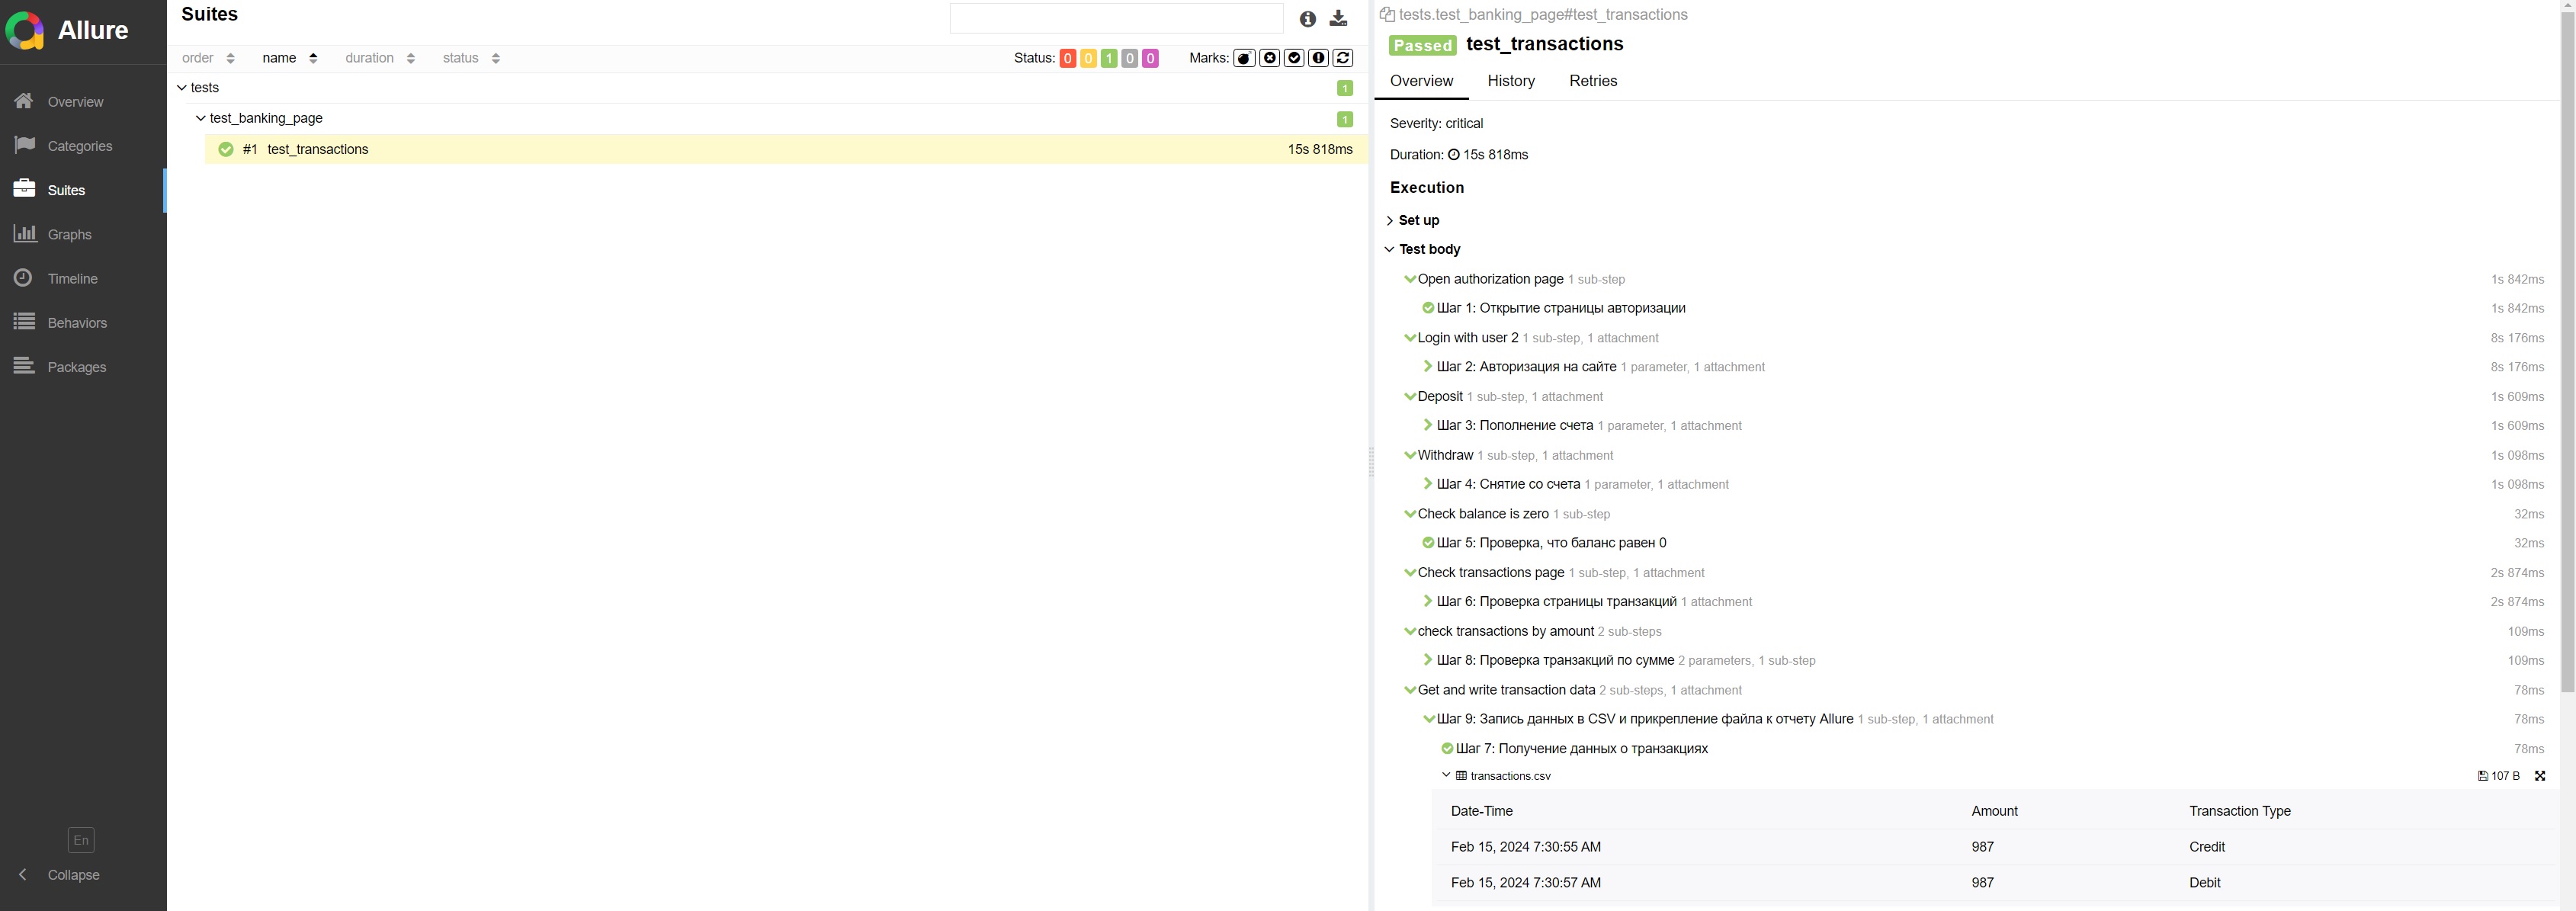 Allure
Overview
Categories
Suites
Graphs
Timeline
Behaviors
Packages
En
Collapse
Suites
order name duration status Status: 0 0 1 0 0 Marks:
tests 1
test_banking_page 1
#1 test_transactions 15s 818ms
tests.test_banking_page#test_transactions
Passed test_transactions
Overview History Retries
Severity: critical
Duration: 15s 818ms
Execution
Set up
Test body
Open authorization page 1 sub-step 1s 842ms
Шаг 1: Открытие страницы авторизации 1s 842ms
Login with user 2 1 sub-step, 1 attachment 8s 176ms
Шаг 2: Авторизация на сайте 1 parameter, 1 attachment 8s 176ms
Deposit 1 sub-step, 1 attachment 1s 609ms
Шаг 3: Пополнение счета 1 parameter, 1 attachment 1s 609ms
Withdraw 1 sub-step, 1 attachment 1s 098ms
Шаг 4: Снятие со счета 1 parameter, 1 attachment 1s 098ms
Check balance is zero 1 sub-step 32ms
Шаг 5: Проверка, что баланс равен 0 32ms
Check transactions page 1 sub-step, 1 attachment 2s 874ms
Шаг 6: Проверка страницы транзакций 1 attachment 2s 874ms
check transactions by amount 2 sub-steps 109ms
Шаг 8: Проверка транзакций по сумме 2 parameters, 1 sub-step 109ms
Get and write transaction data 2 sub-steps, 1 attachment 78ms
Шаг 9: Запись данных в CSV и прикрепление файла к отчету Allure 1 sub-step, 1 attachment 78ms
Шаг 7: Получение данных о транзакциях 78ms
transactions.csv 107 B
Date-Time Amount Transaction Type
Feb 15, 2024 7:30:55 AM 987 Credit
Feb 15, 2024 7:30:57 AM 987 Debit